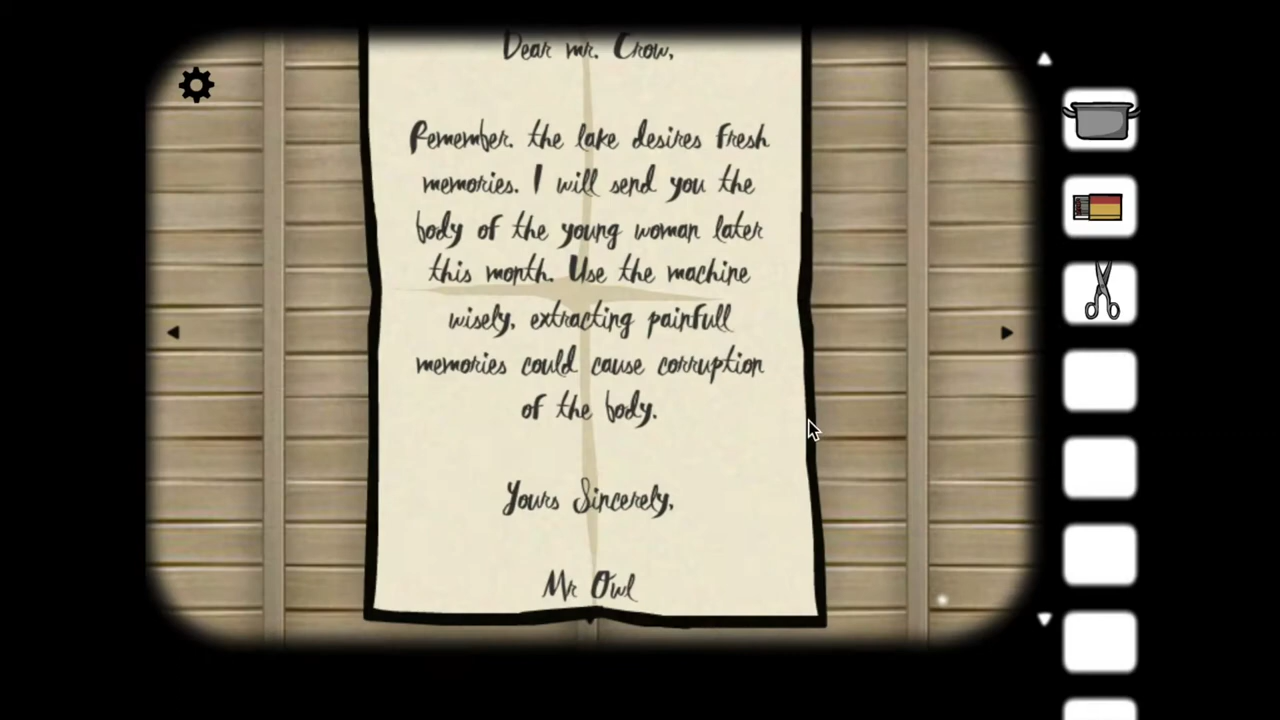 Dear mr. Crow,
Remember. the lake desires fresh
memories. I will send you the
body of the young woman later
this month. Use the machine
wisely, extracting painfull
memories could cause corruption
of the body.
Yours Sincerely,
Mr Owl